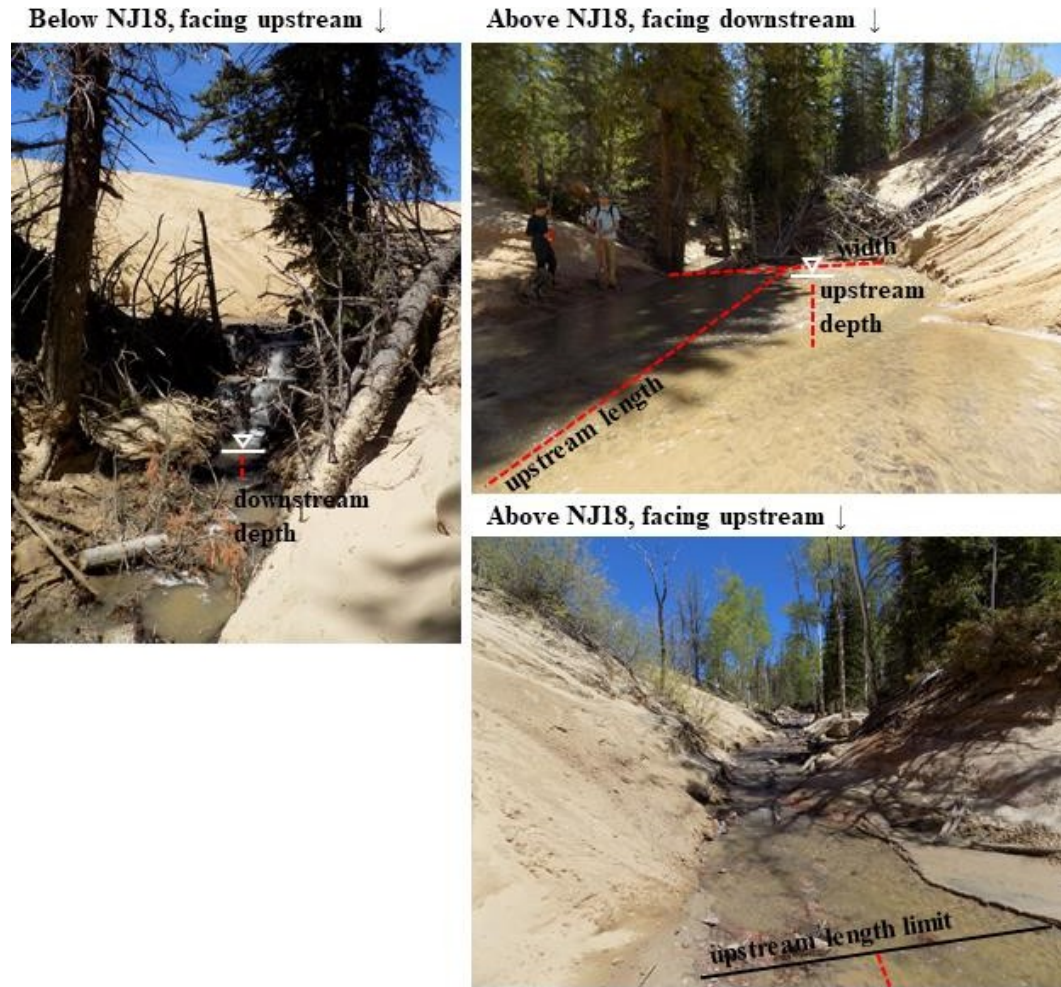 Below NJ18, facing upstream ↓
Above NJ18, facing downstream ↓
width
upstream
depth
upstream length
downstream
depth
Above NJ18, facing upstream ↓
upstream length limit